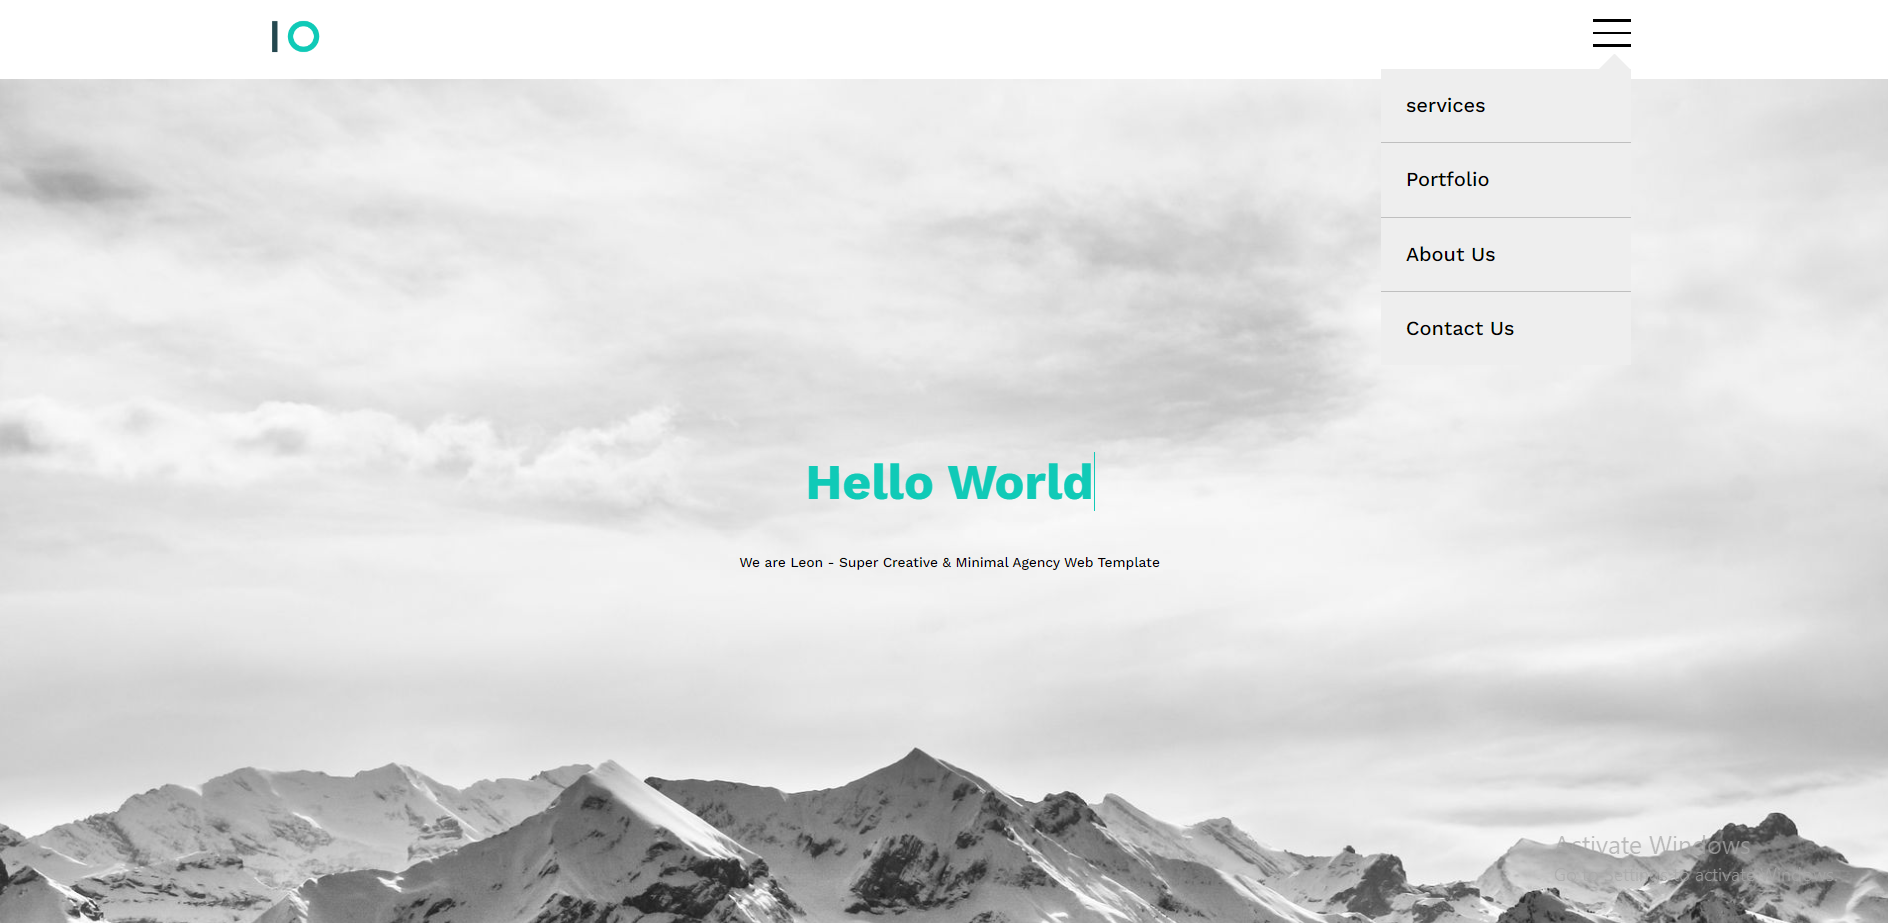 IO
services
Portfolio
About Us
Contact Us
Hello World
We are Leon - Super Creative & Minimal Agency Web Template
Activate Windows
Go to Settings to activate Windows.